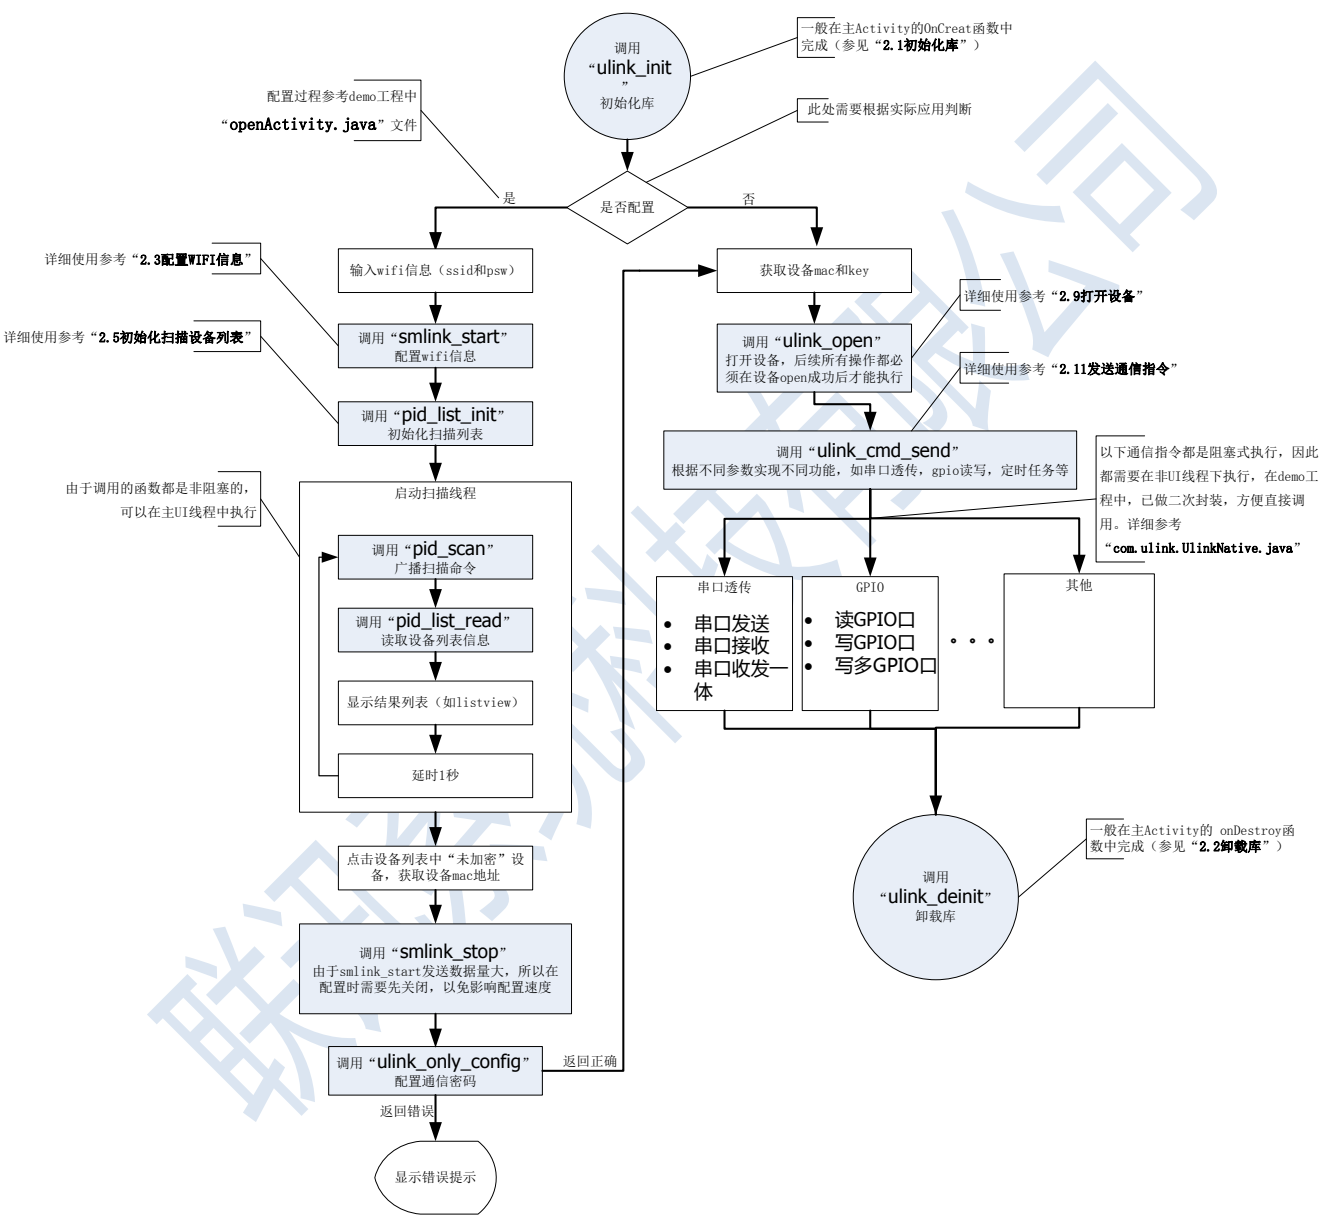 调用
“ulink_init
”
初始化库
一般在主Activity的OnCreat函数中
完成（参见“2.1初始化库”）
配置过程参考demo工程中
“openActivity.java”文件
此处需要根据实际应用判断
是否配置
是
否
详细使用参考“2.3配置WIFI信息”
输入wifi信息（ssid和psw）
详细使用参考“2.5初始化扫描设备列表”
调用“smlink_start”
配置wifi信息
调用“pid_list_init”
初始化扫描列表
由于调用的函数都是非阻塞的，
可以在主UI线程中执行
启动扫描线程
调用“pid_scan”
广播扫描命令
调用“pid_list_read”
读取设备列表信息
显示结果列表（如listview）
延时1秒
点击设备列表中“未加密”设
备，获取设备mac地址
调用“smlink_stop”
由于smlink_start发送数据量大，所以在
配置时需要先关闭，以免影响配置速度
调用“ulink_only_config”
配置通信密码
返回正确
返回错误
显示错误提示
获取设备mac和key
详细使用参考“2.9打开设备”
调用“ulink_open”
打开设备，后续所有操作都必
须在设备open成功后才能执行
详细使用参考“2.11发送通信指令”
调用“ulink_cmd_send”
根据不同参数实现不同功能，如串口透传，gpio读写，定时任务等
以下通信指令都是阻塞式执行，因此
都需要在非UI线程下执行，在demo工
程中，已做二次封装，方便直接调
用。详细参考
“com.ulink.UlinkNative.java”
串口透传
• 串口发送
• 串口接收
• 串口收发一
体
GPIO
• 读GPIO口
• 写GPIO口
• 写多GPIO口
。。。
其他
一般在主Activity的 onDestroy函
数中完成（参见“2.2卸载库”）
调用
“ulink_deinit”
卸载库